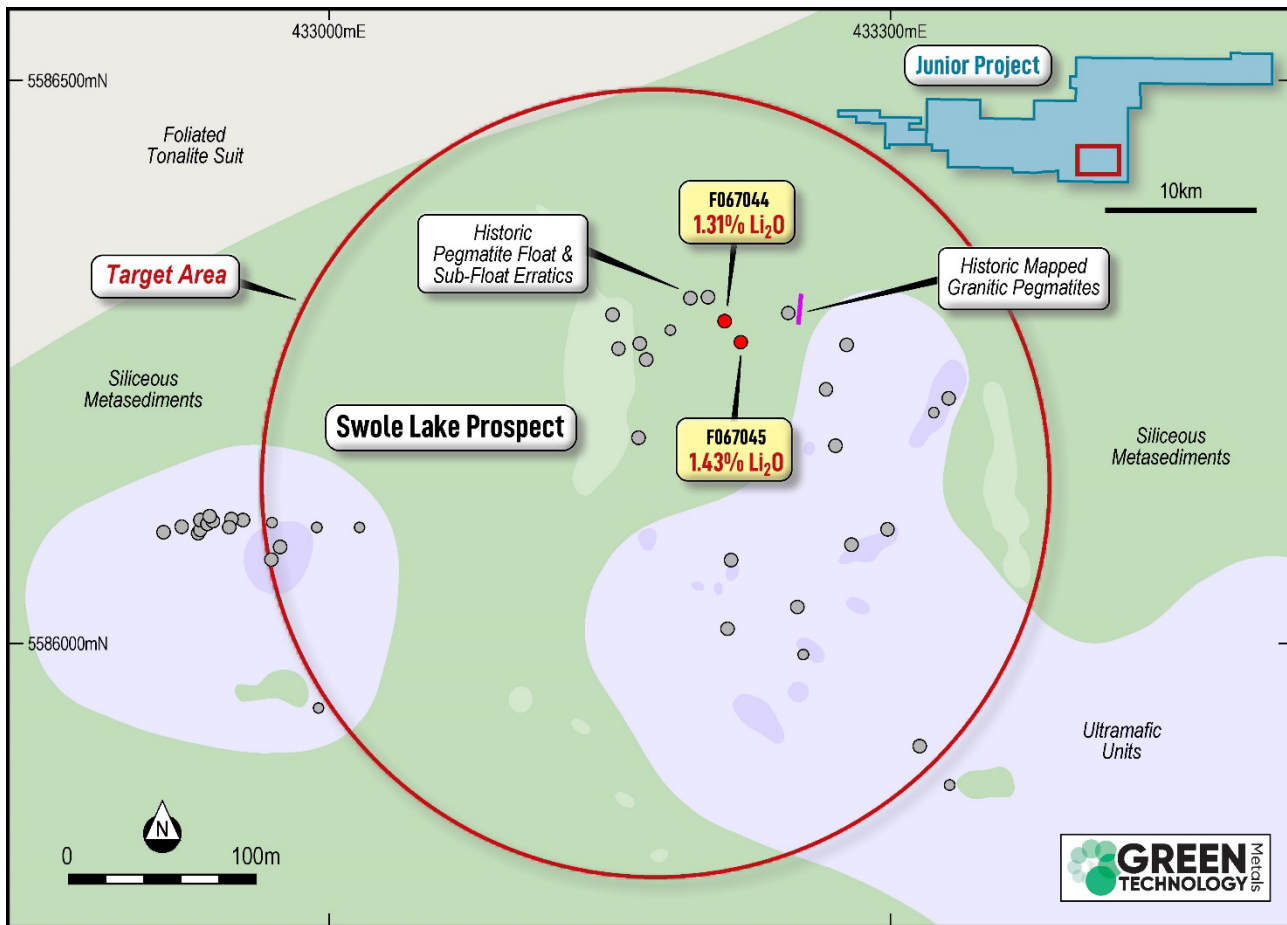 433000mE
433300mE
5586500mN
Junior Project
10km
Foliated
Tonalite Suit
F067044
1.31% Li₂O
Historic
Pegmatite Float &
Sub-Float Erratics
Target Area
Historic Mapped
Granitic Pegmatites
Siliceous
Metasediments
Swole Lake Prospect
F067045
1.43% Li₂O
Siliceous
Metasediments
5586000mN
Ultramafic
Units
N
0
100m
GREEN
TECHNOLOGY
Metals